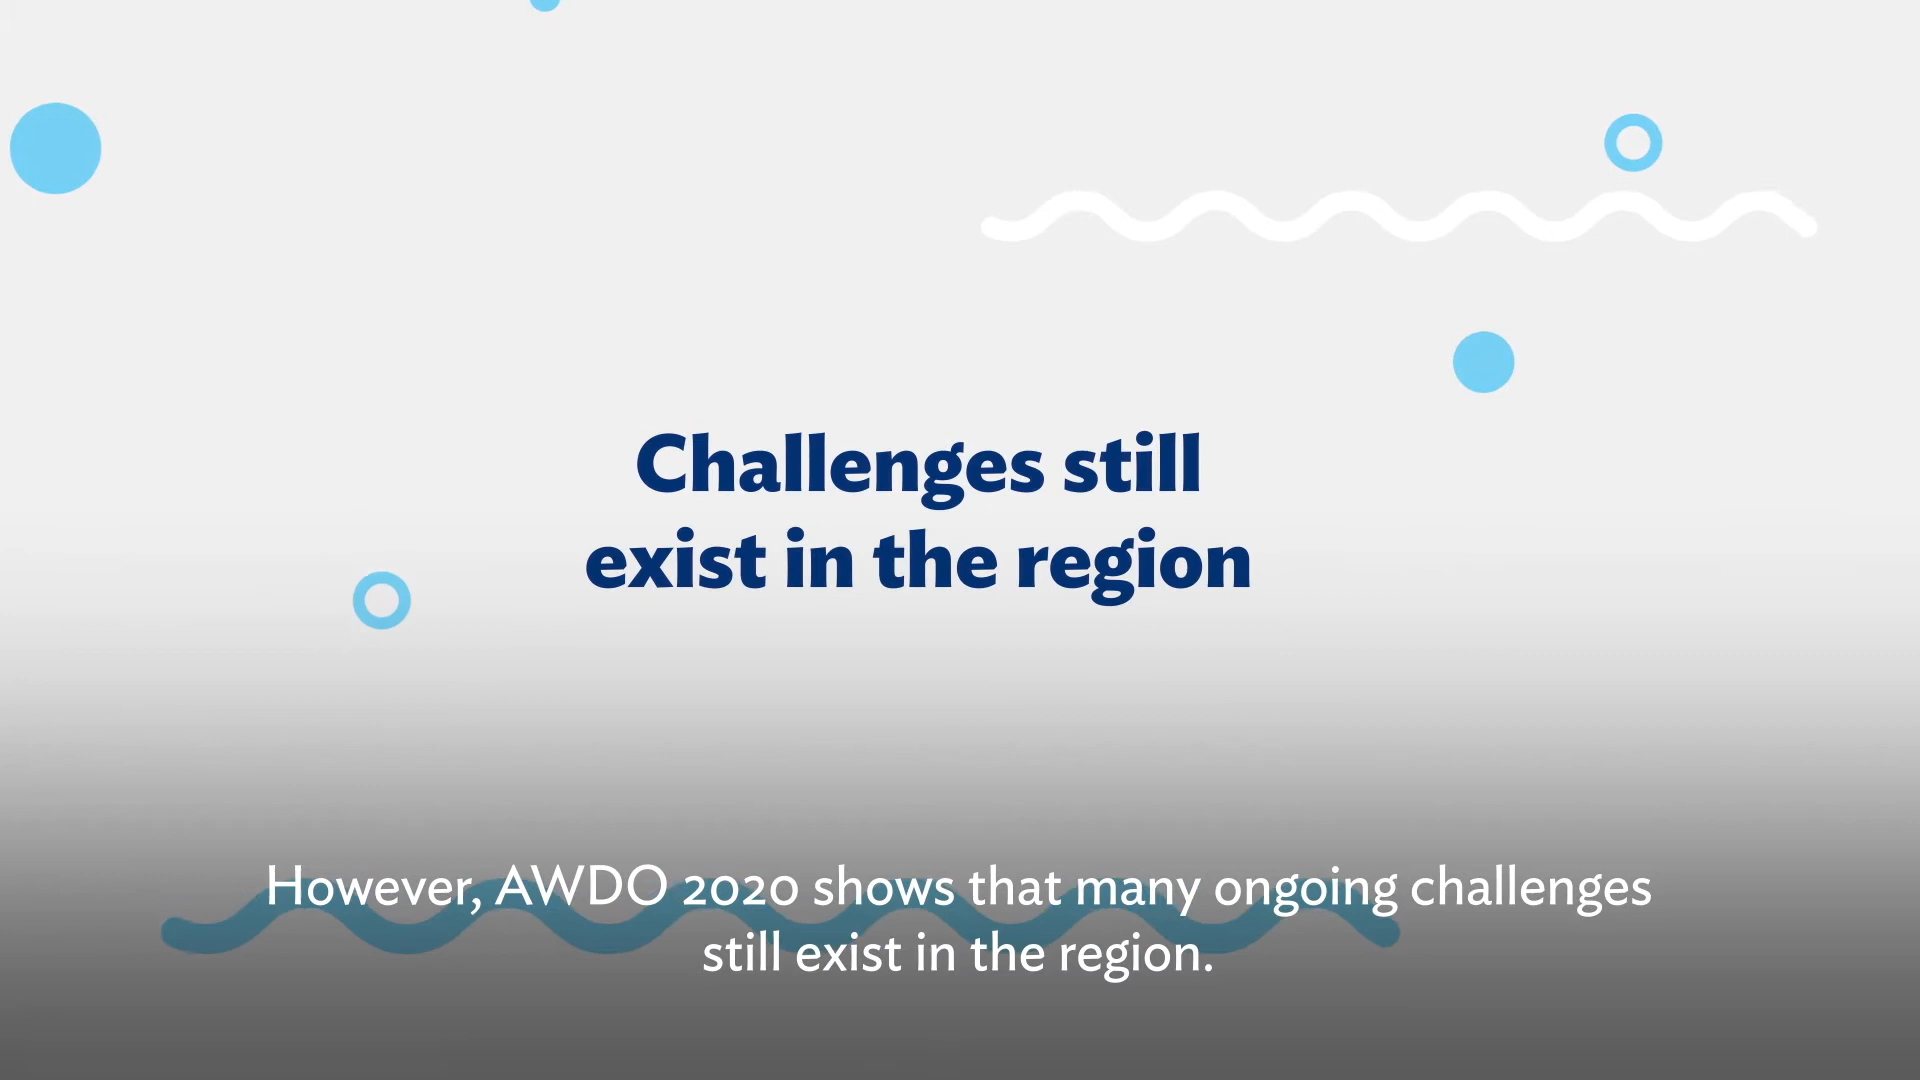 Challenges still
exist in the region
However, AWDO 2020 shows that many ongoing challenges
still exist in the region.